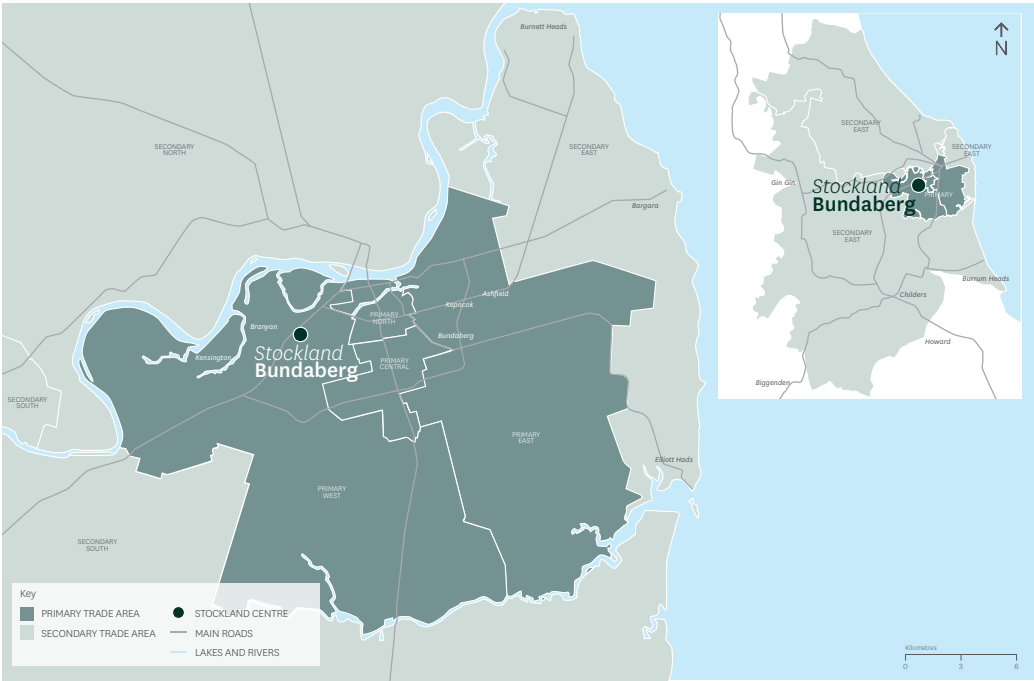 Burnett Heads
SECONDARY
NORTH
SECONDARY
EAST
Bargara
Ashfield
Kepncok
Branyan
PRIMARY
NORTH
Bundaberg
Kensington
Stockland
Bundaberg
PRIMARY
CENTRAL
SECONDARY
SOUTH
PRIMARY
EAST
Elliott Hads
PRIMARY
WEST
SECONDARY
SOUTH
Key
PRIMARY TRADE AREA
SECONDARY TRADE AREA
STOCKLAND CENTRE
MAIN ROADS
LAKES AND RIVERS
N
SECONDARY
EAST
SECONDARY
EAST
Gin Gin
Stockland
Bundaberg
PRIMARY
SECONDARY
EAST
Burrum Heads
Childers
Howard
Biggenden
Kilometres
0
3
6